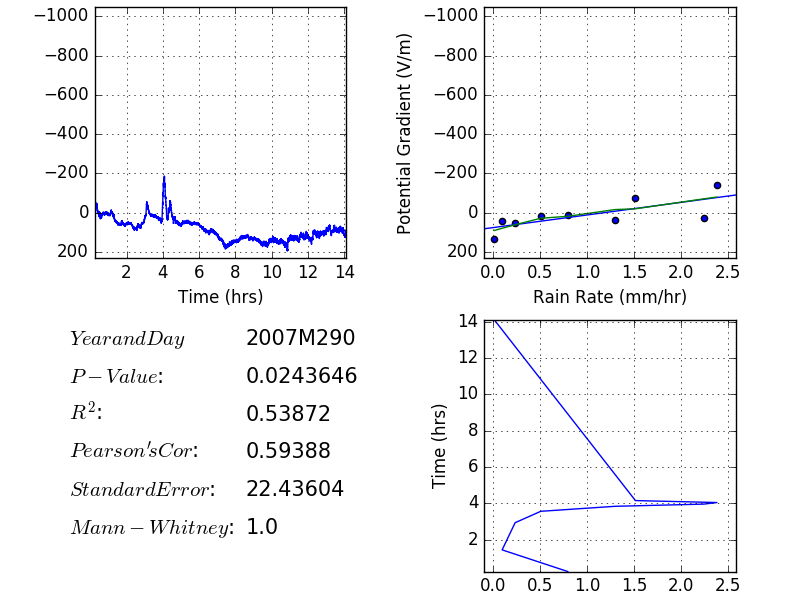 −1000
−800
−600
−400
−200
0
200
2 4 6 8 10 12 14
Time (hrs)
Potential Gradient (V/m)
−1000
−800
−600
−400
−200
0
200
0.0 0.5 1.0 1.5 2.0 2.5
Rain Rate (mm/hr)
YearandDay 2007M290
P−Value: 0.0243646
R²: 0.53872
Pearson'sCor: 0.59388
StandardError: 22.43604
Mann−Whitney: 1.0
Time (hrs)
14
12
10
8
6
4
2
0.0 0.5 1.0 1.5 2.0 2.5